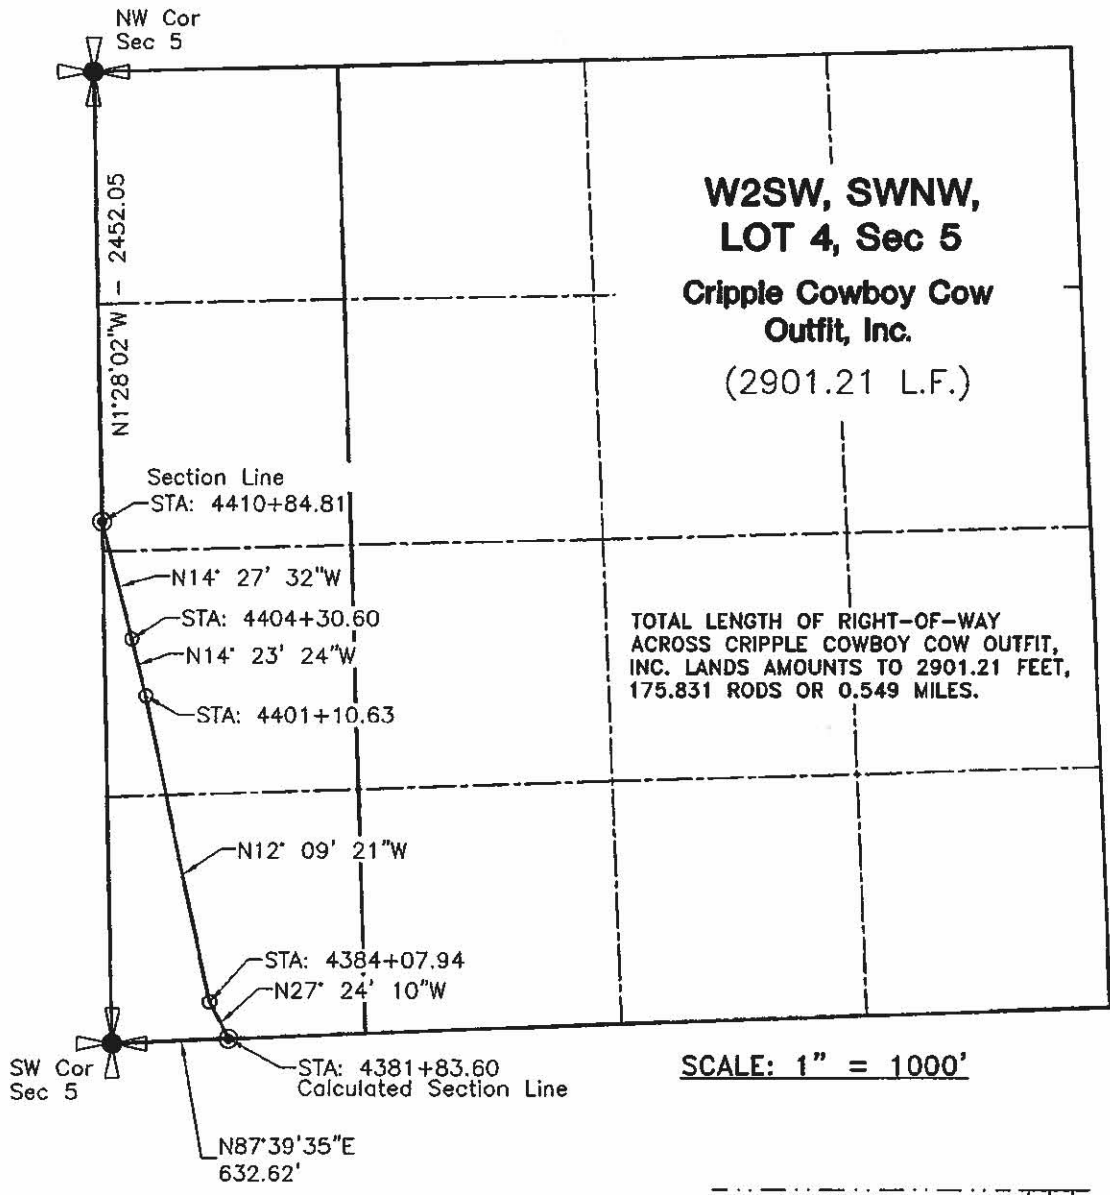 NW Cor
Sec 5
N1°28'02"W - 2452.05
W2SW, SWNW,
LOT 4, Sec 5
Cripple Cowboy Cow
Outfit, Inc.
(2901.21 L.F.)
Section Line
STA: 4410+84.81
N14° 27' 32"W
STA: 4404+30.60
N14° 23' 24"W
STA: 4401+10.63
TOTAL LENGTH OF RIGHT-OF-WAY
ACROSS CRIPPLE COWBOY COW OUTFIT,
INC. LANDS AMOUNTS TO 2901.21 FEET,
175.831 RODS OR 0.549 MILES.
N12° 09' 21"W
STA: 4384+07.94
N27° 24' 10"W
SW Cor
Sec 5
STA: 4381+83.60
Calculated Section Line
SCALE: 1" = 1000'
N87°39'35"E
632.62'